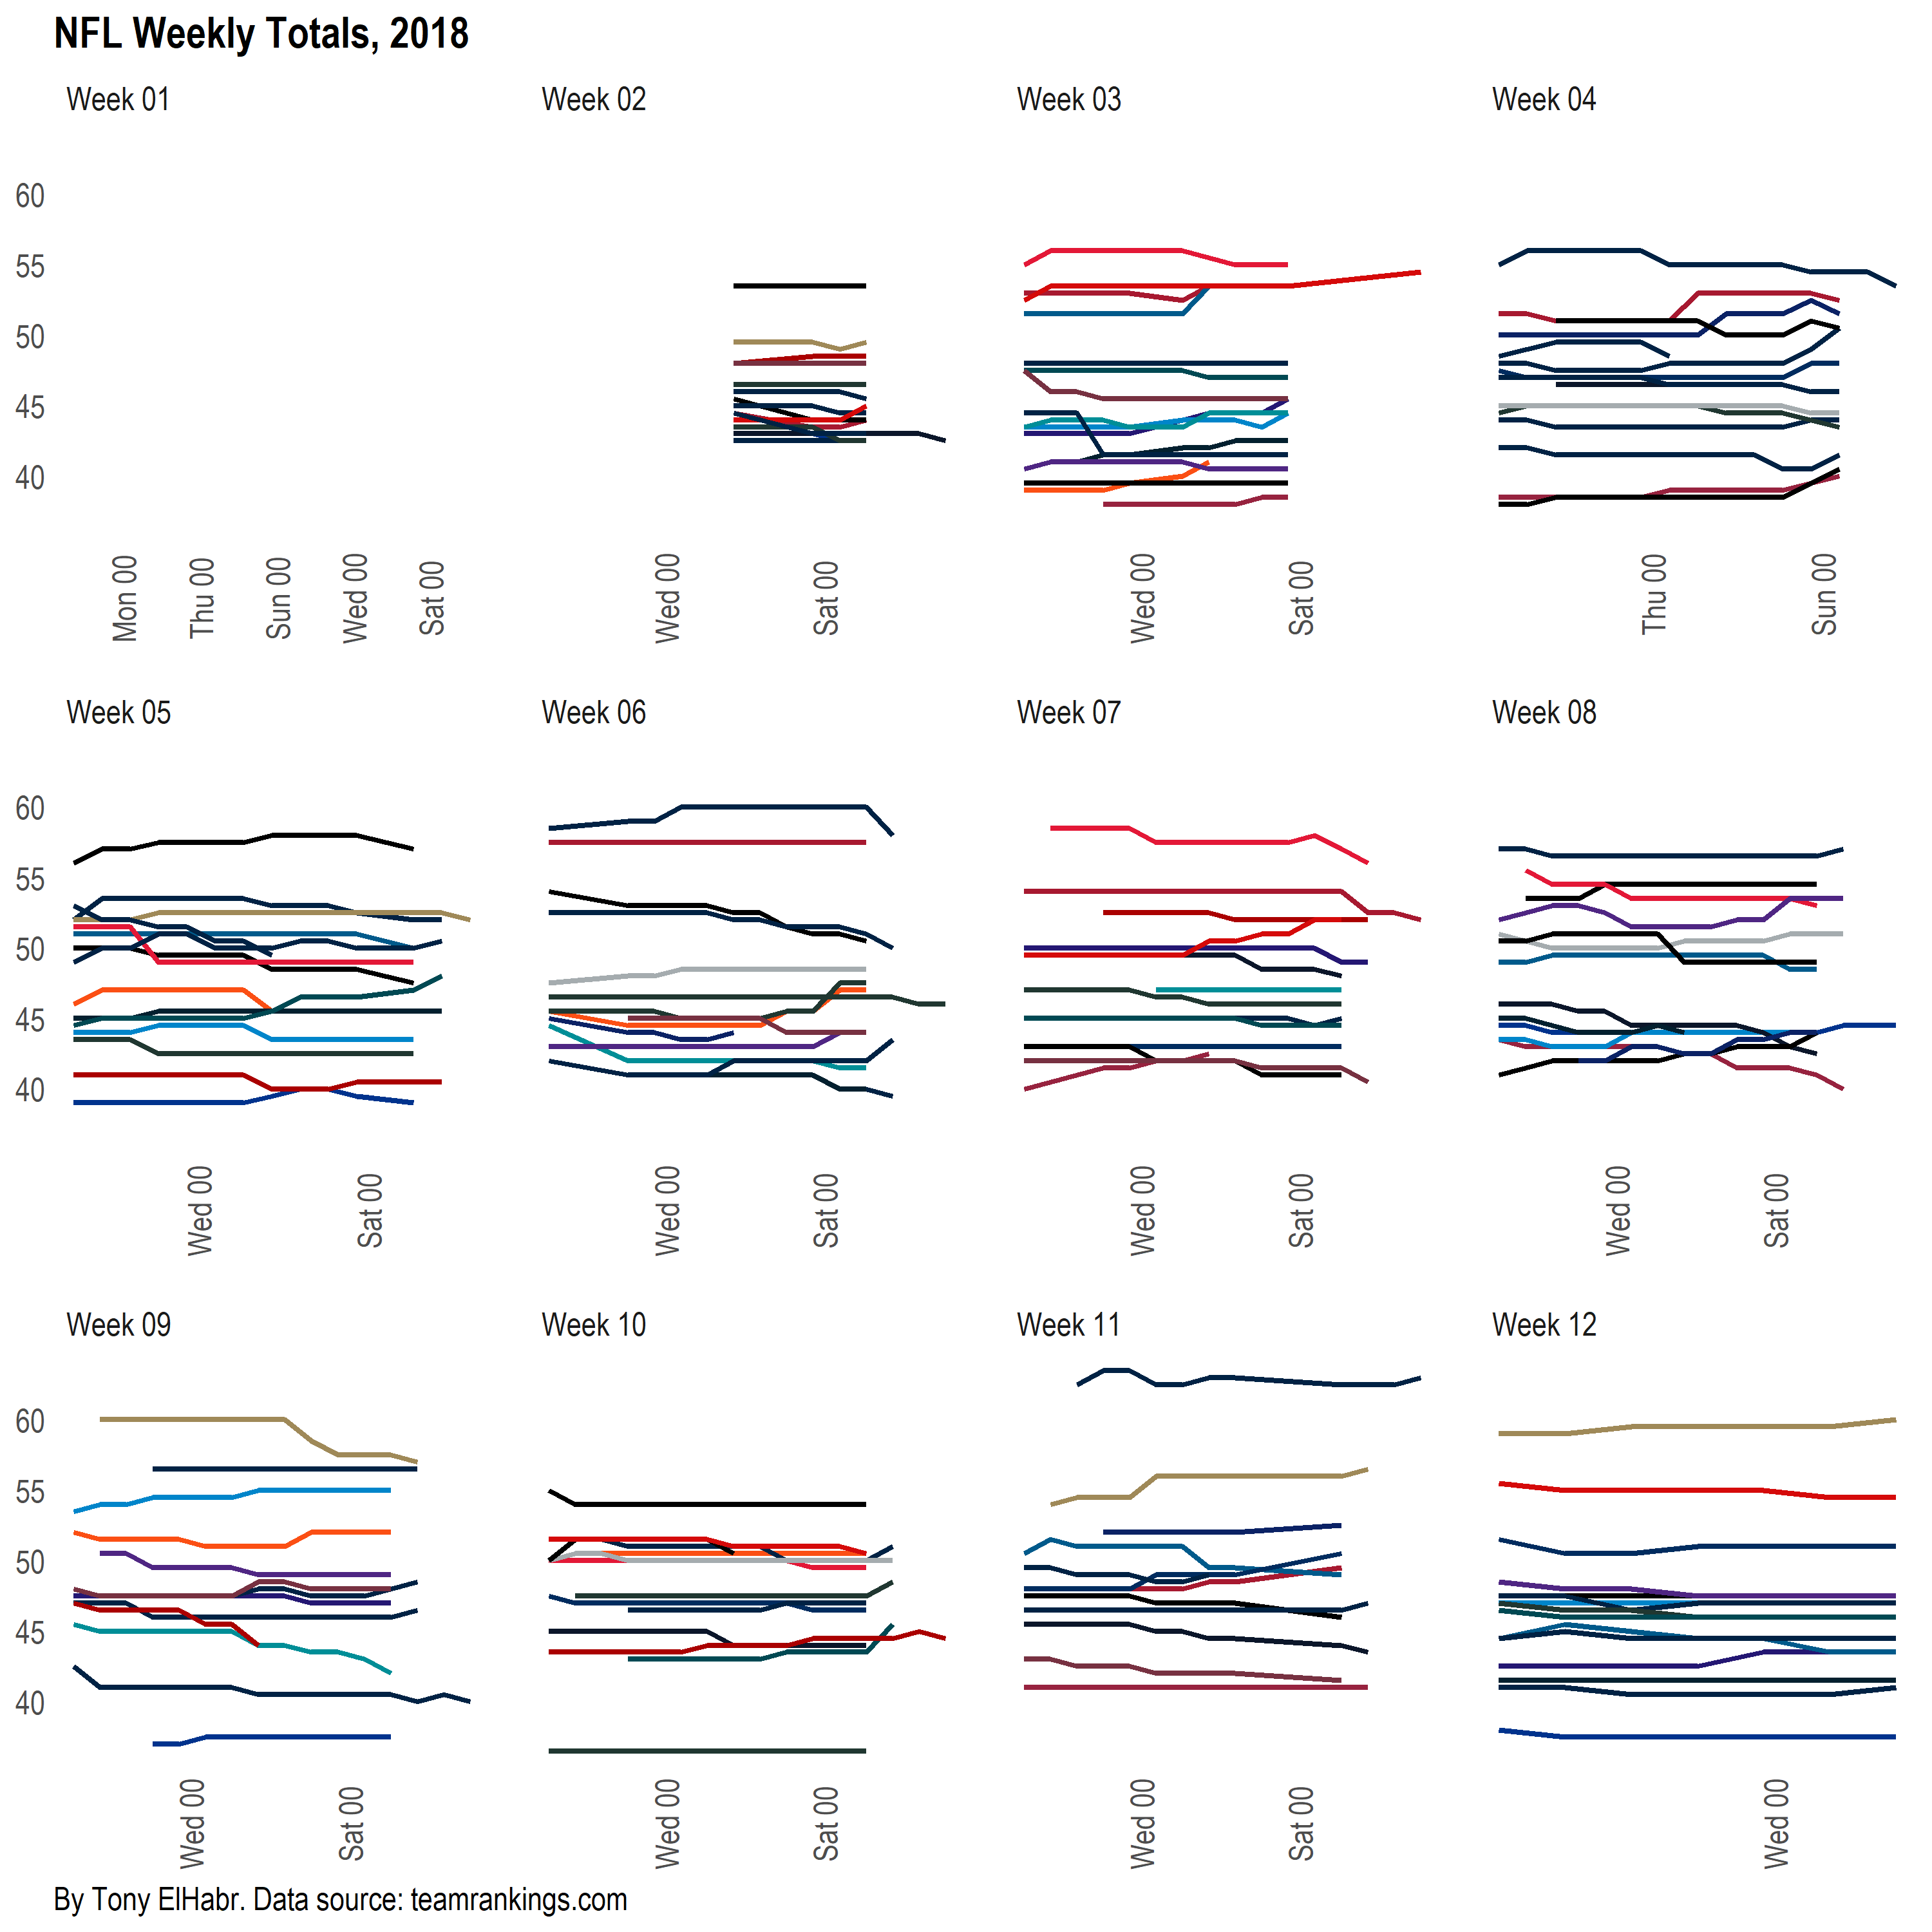 NFL Weekly Totals, 2018
Week 01
Week 02
Week 03
Week 04
60
55
50
45
40
Mon 00
Thu 00
Sun 00
Wed 00
Sat 00
Wed 00
Sat 00
Wed 00
Sat 00
Thu 00
Sun 00
Week 05
Week 06
Week 07
Week 08
60
55
50
45
40
Wed 00
Sat 00
Wed 00
Sat 00
Wed 00
Sat 00
Wed 00
Sat 00
Week 09
Week 10
Week 11
Week 12
60
55
50
45
40
Wed 00
Sat 00
Wed 00
Sat 00
Wed 00
Sat 00
Wed 00
By Tony ElHabr. Data source: teamrankings.com